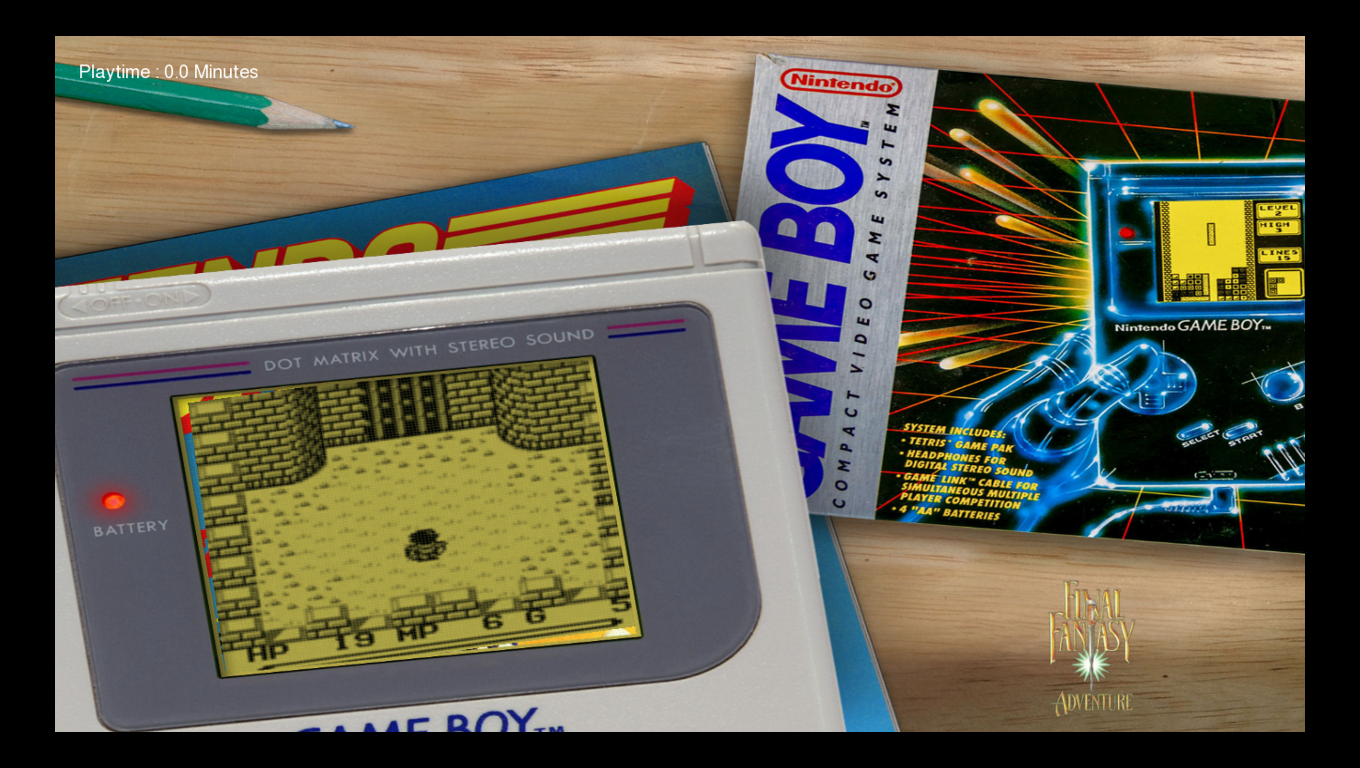 Playtime : 0.0 Minutes
Nintendo
GAME BOY™
COMPACT VIDEO GAME SYSTEM
LEVEL
2
HIGH
3
LINES
15
Nintendo GAME BOY™
B
SELECT
START
SYSTEM INCLUDES:
• TETRIS® GAME PAK
• HEADPHONES FOR
DIGITAL STEREO SOUND
• GAME LINK™ CABLE FOR
SIMULTANEOUS MULTIPLE
PLAYER COMPETITION
• 4 "AA" BATTERIES
OFF•ON
DOT MATRIX WITH STEREO SOUND
BATTERY
HP 19 MP 6 G 5
GAME BOY™
FINAL
FANTASY
ADVENTURE